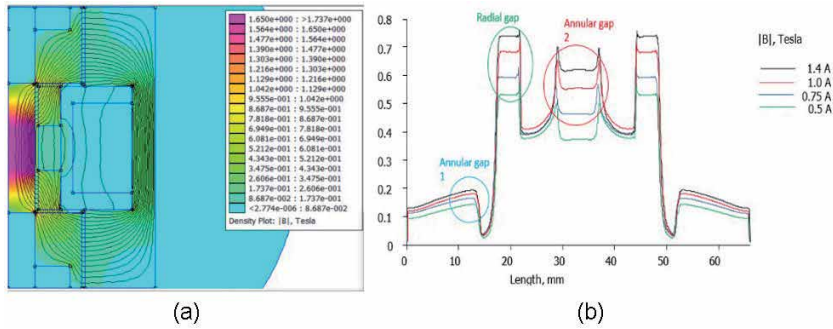 1.650e+000 : >1.737e+000
1.564e+000 : 1.650e+000
1.477e+000 : 1.564e+000
1.390e+000 : 1.477e+000
1.303e+000 : 1.390e+000
1.216e+000 : 1.303e+000
1.129e+000 : 1.216e+000
1.042e+000 : 1.129e+000
9.555e-001 : 1.042e+000
8.687e-001 : 9.555e-001
7.818e-001 : 8.687e-001
6.949e-001 : 7.818e-001
6.081e-001 : 6.949e-001
5.212e-001 : 6.081e-001
4.343e-001 : 5.212e-001
3.475e-001 : 4.343e-001
2.606e-001 : 3.475e-001
1.737e-001 : 2.606e-001
8.687e-002 : 1.737e-001
<2.774e-006 : 8.687e-002
Density Plot: |B|, Tesla
(a)
0.8
0.7
0.6
0.5
0.4
0.3
0.2
0.1
0
0
10
20
30
40
50
60
Length, mm
Radial gap
Annular gap
2
Annular gap
1
|B|, Tesla
1.4 A
1.0 A
0.75 A
0.5 A
(b)